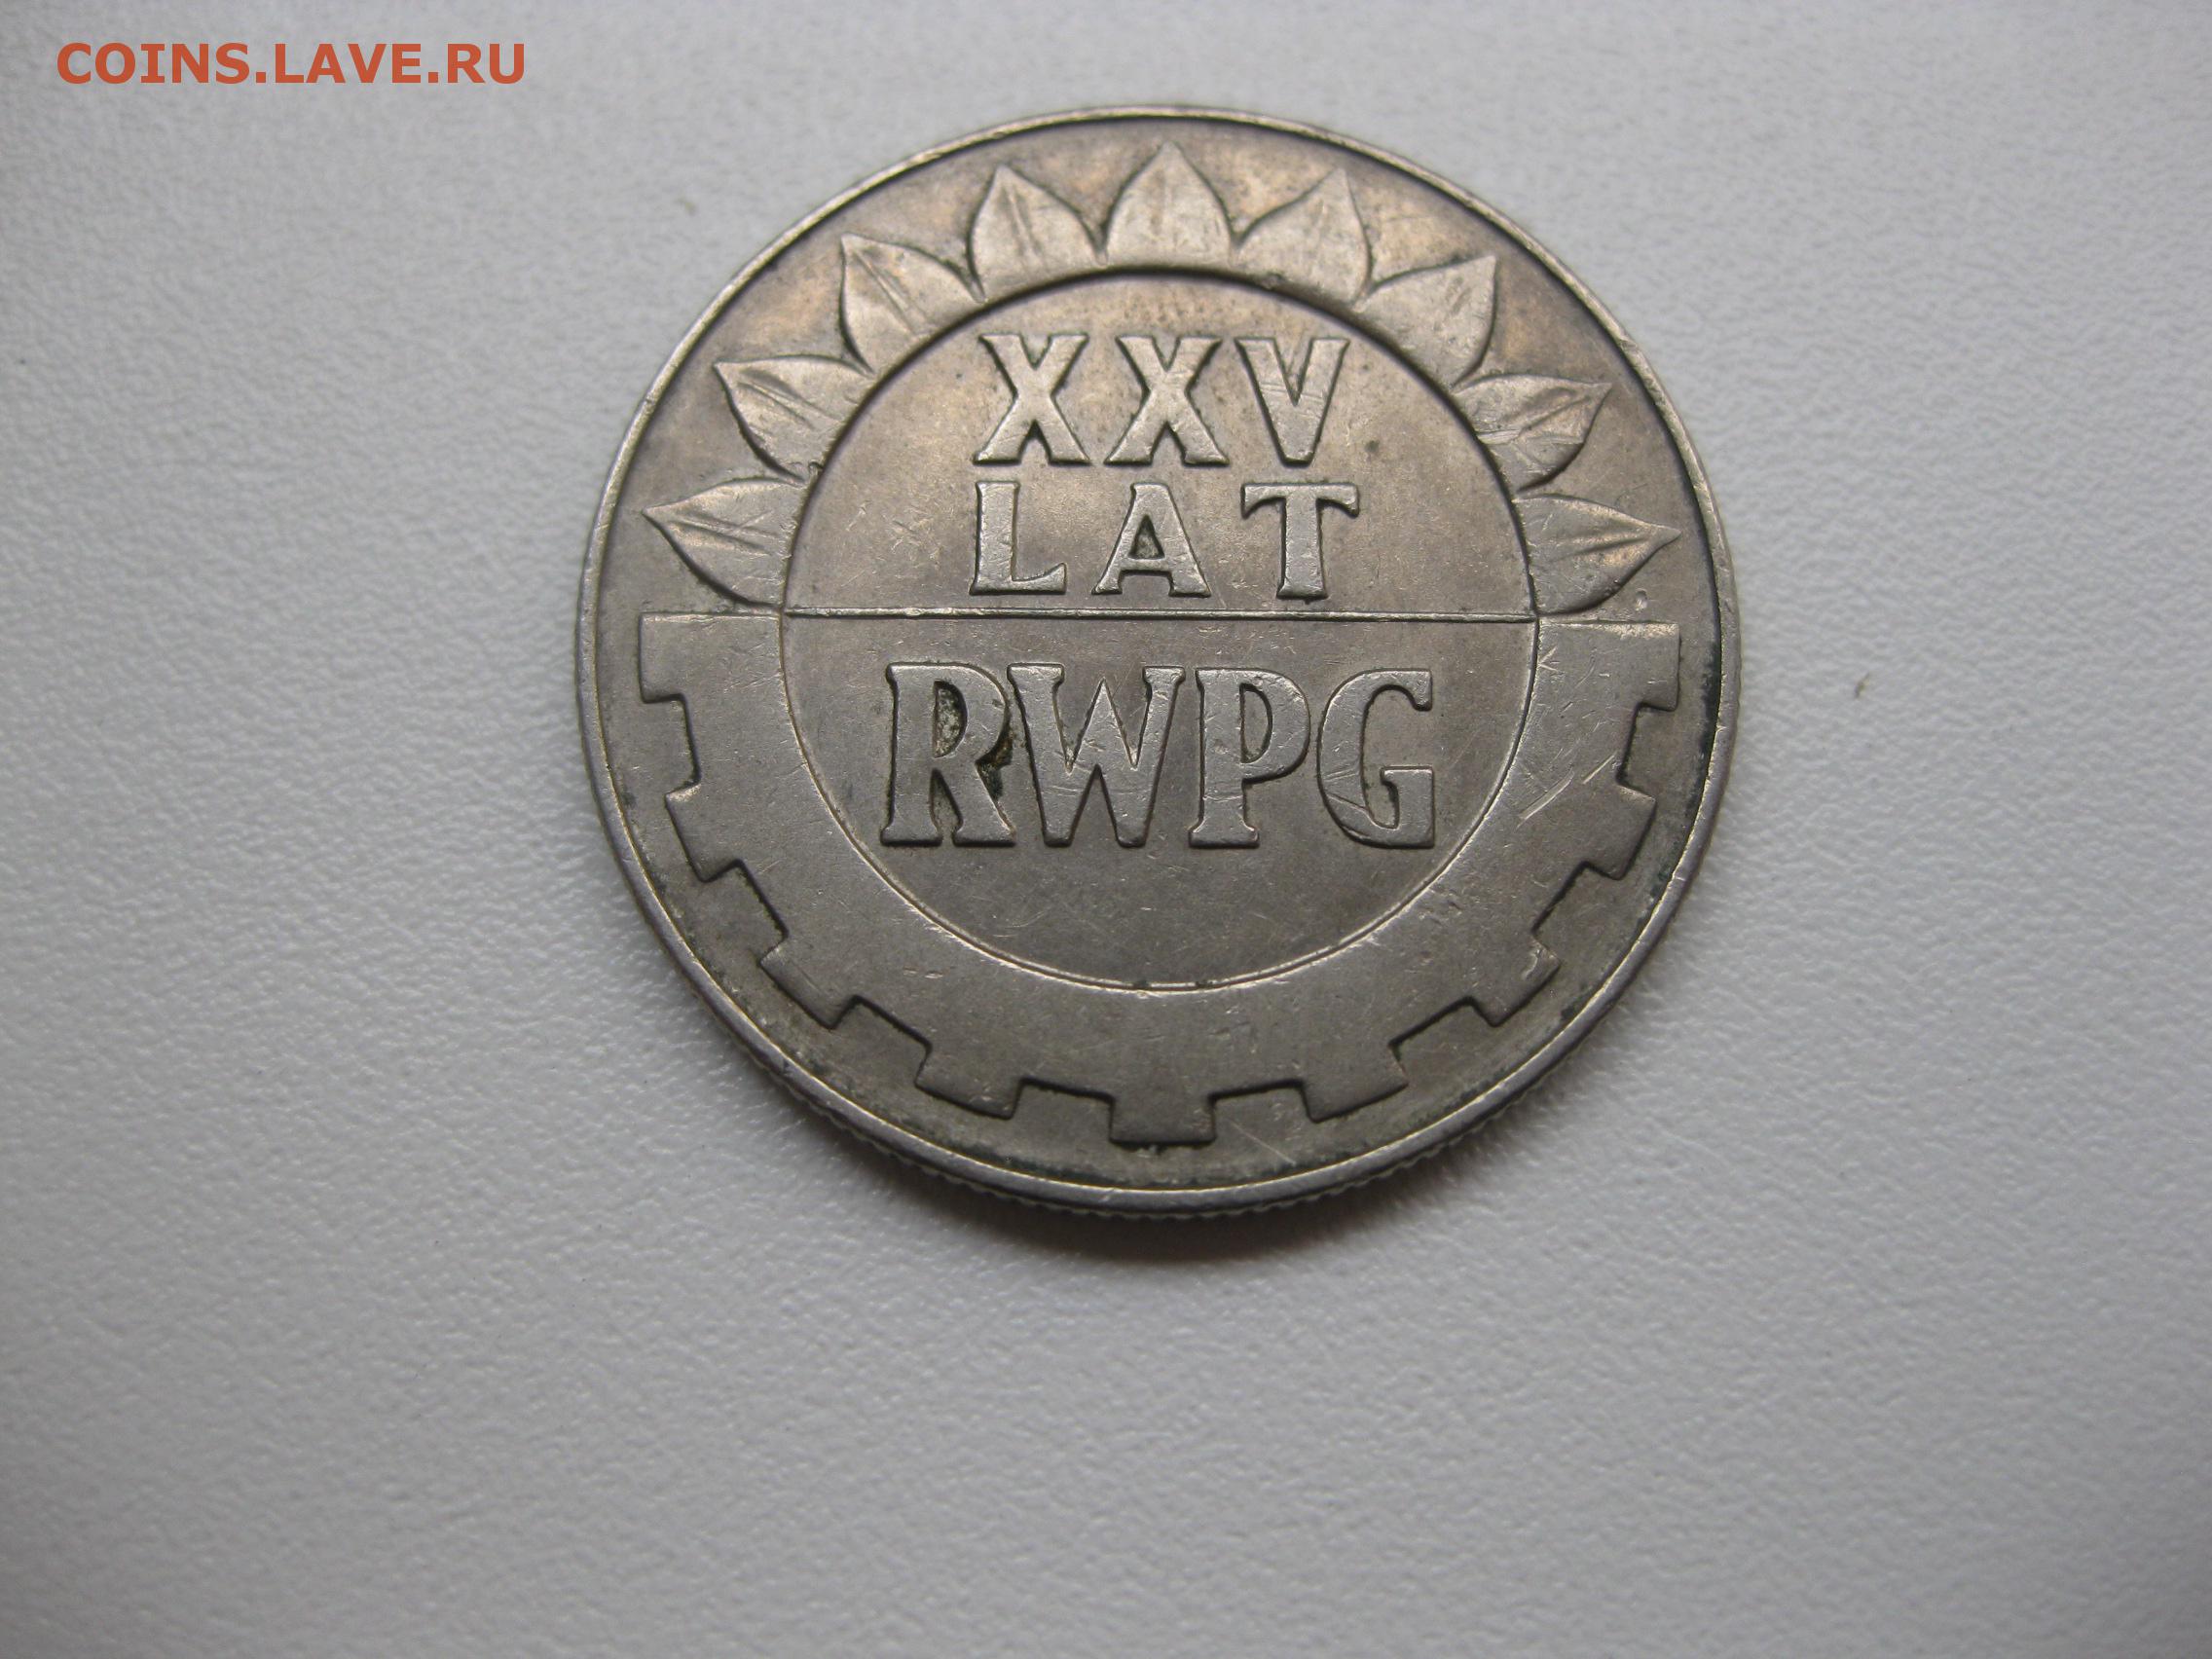 COINS.LAVE.RU
XXV
LAT
RWPG